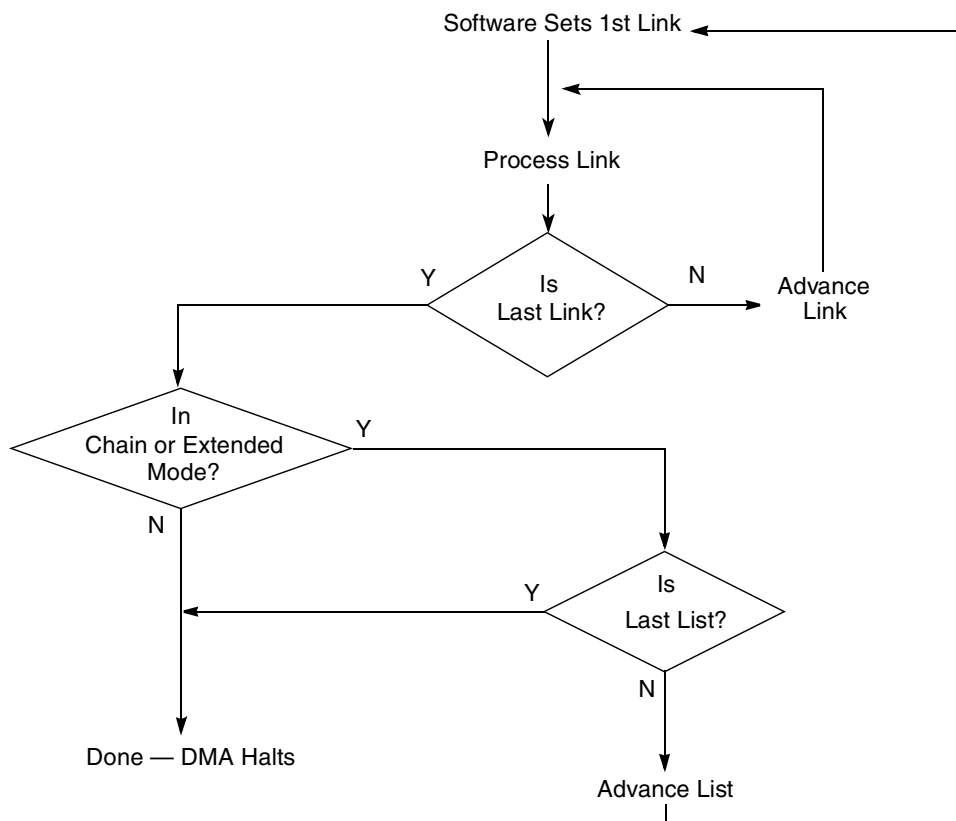 Software Sets 1st Link
Process Link
Y
Is
Last Link?
N
Advance
Link
In
Chain or Extended
Mode?
Y
N
Y
Is
Last List?
N
Done — DMA Halts
Advance List